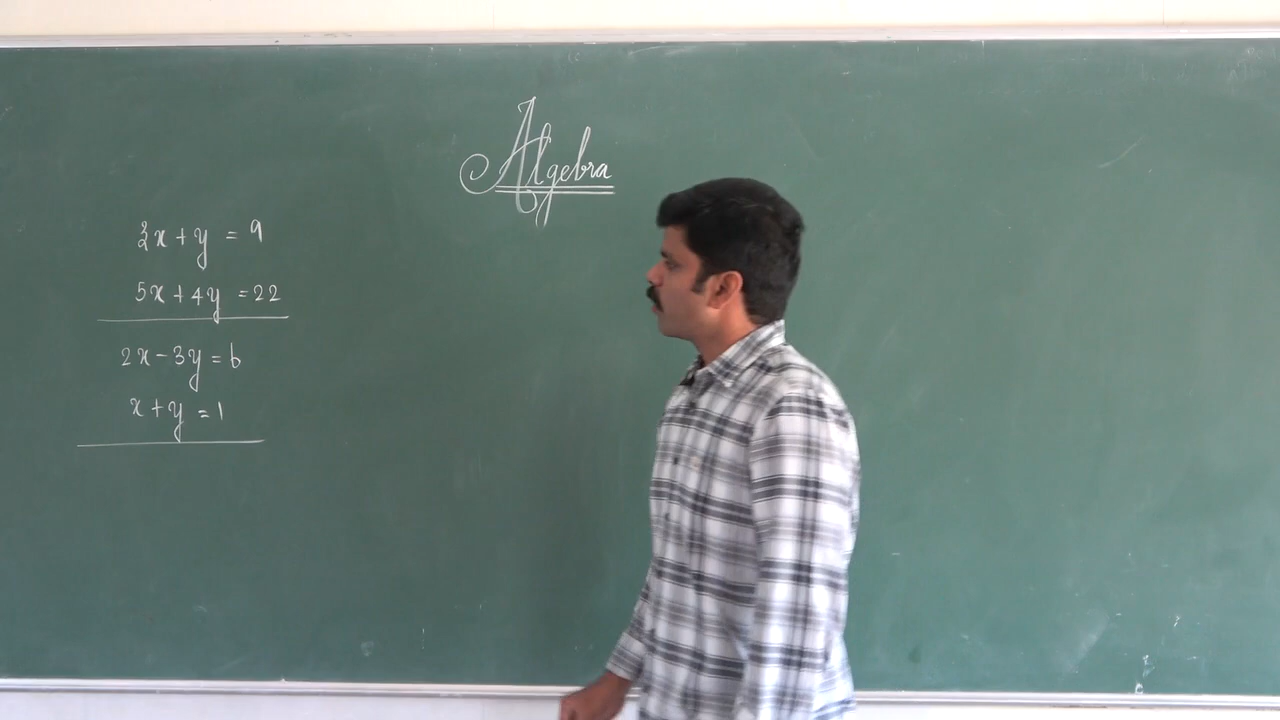 Algebra
3x + y = 9
5x + 4y = 22
2x - 3y = 6
x + y = 1